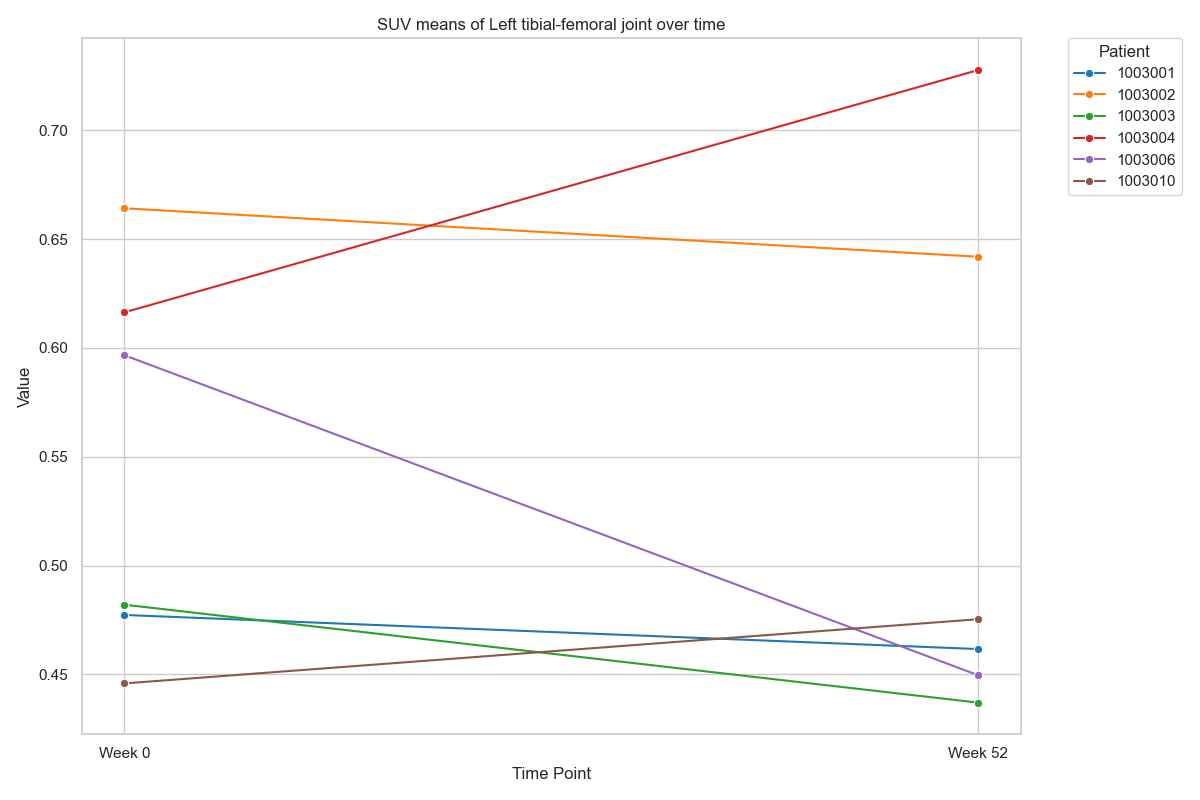 SUV means of Left tibial-femoral joint over time
Patient
1003001
1003002
1003003
1003004
1003006
1003010
0.70
0.65
0.60
0.55
0.50
0.45
Value
Week 0
Week 52
Time Point